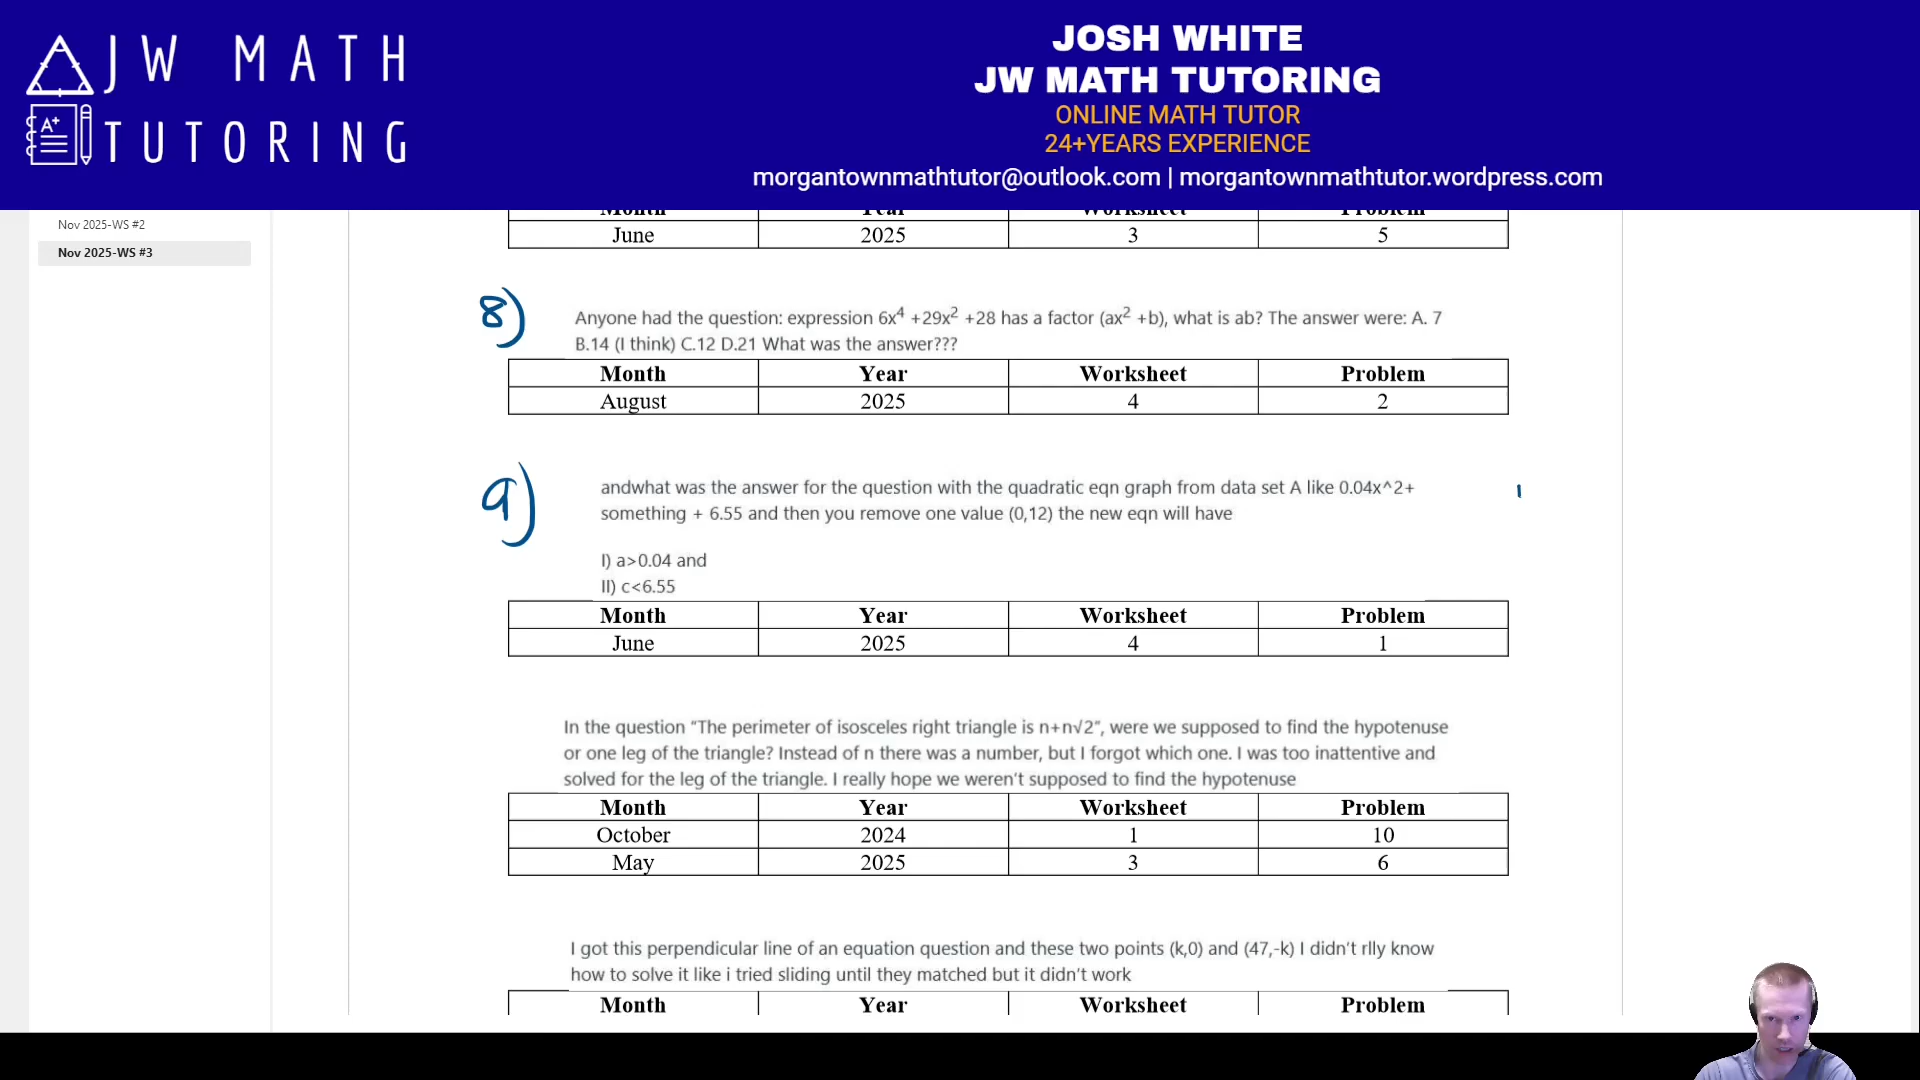 JW MATH
A+
TUTORING
JOSH WHITE
JW MATH TUTORING
ONLINE MATH TUTOR
24+YEARS EXPERIENCE
morgantownmathtutor@outlook.com | morgantownmathtutor.wordpress.com
Nov 2025-WS #2
Nov 2025-WS #3
Month Year Worksheet Problem
June 2025 3 5
8)
Anyone had the question: expression 6x⁴ +29x² +28 has a factor (ax² +b), what is ab? The answer were: A. 7
B.14 (I think) C.12 D.21 What was the answer???
Month Year Worksheet Problem
August 2025 4 2
9)
andwhat was the answer for the question with the quadratic eqn graph from data set A like 0.04x^2+
something + 6.55 and then you remove one value (0,12) the new eqn will have
I) a>0.04 and
II) c<6.55
Month Year Worksheet Problem
June 2025 4 1
In the question "The perimeter of isosceles right triangle is n+n√2", were we supposed to find the hypotenuse
or one leg of the triangle? Instead of n there was a number, but I forgot which one. I was too inattentive and
solved for the leg of the triangle. I really hope we weren't supposed to find the hypotenuse
Month Year Worksheet Problem
October 2024 1 10
May 2025 3 6
I got this perpendicular line of an equation question and these two points (k,0) and (47,-k) I didn't rlly know
how to solve it like i tried sliding until they matched but it didn't work
Month Year Worksheet Problem